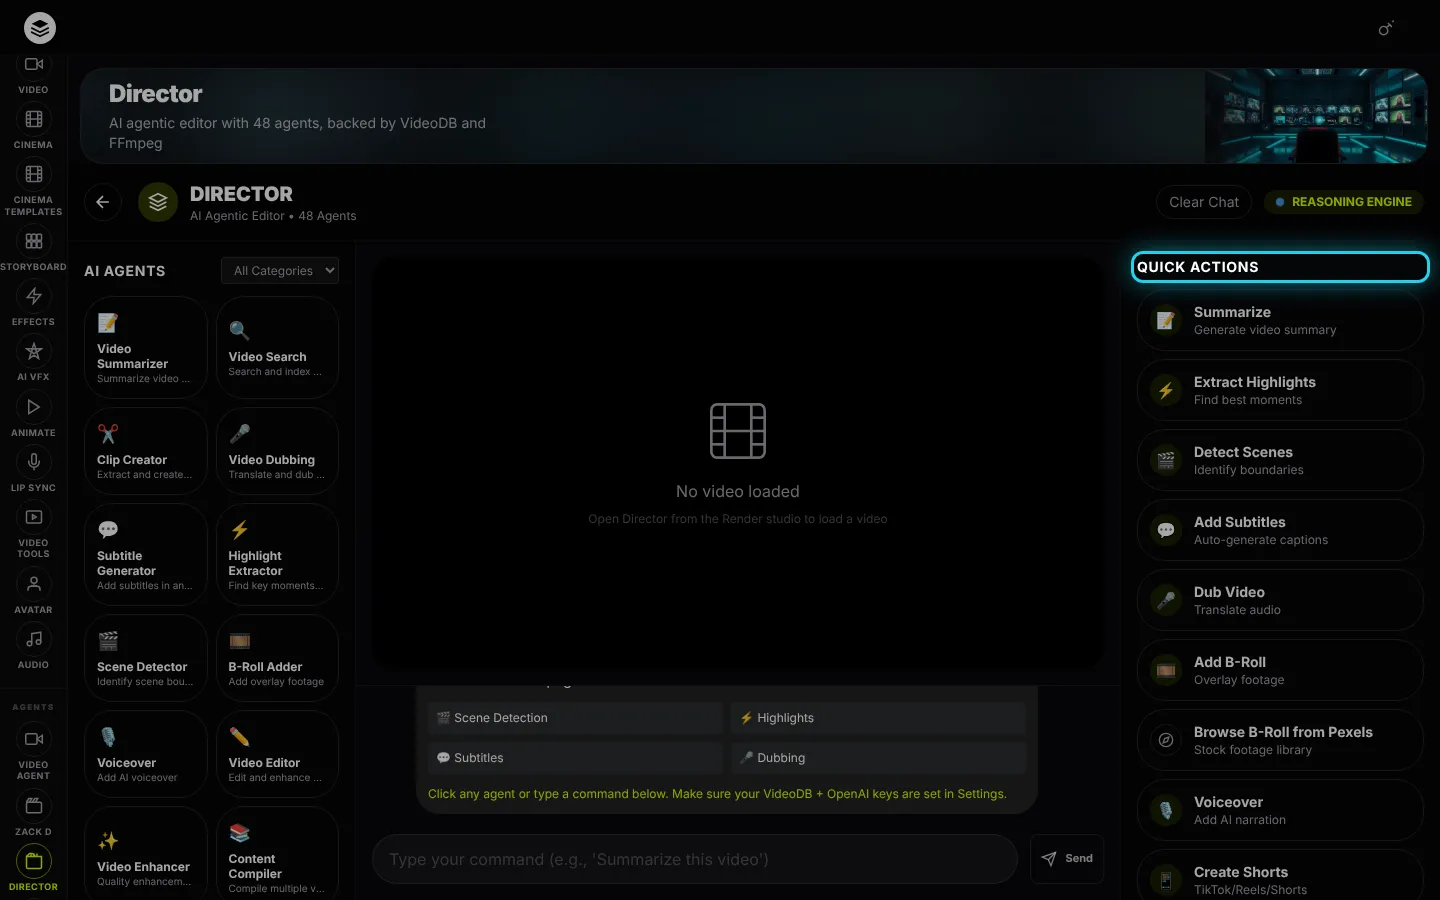 VIDEO
CINEMA
CINEMA
TEMPLATES
STORYBOARD
EFFECTS
AI VFX
ANIMATE
LIP SYNC
VIDEO
TOOLS
AVATAR
AUDIO
AGENTS
VIDEO
AGENT
ZACK D
DIRECTOR
Director
AI agentic editor with 48 agents, backed by VideoDB and
FFmpeg
DIRECTOR
AI Agentic Editor • 48 Agents
Clear Chat
REASONING ENGINE
AI AGENTS
All Categories
Video
Summarizer
Summarize video ...
Video Search
Search and index ...
Clip Creator
Extract and create...
Video Dubbing
Translate and dub ...
Subtitle
Generator
Add subtitles in an...
Highlight
Extractor
Find key moments...
Scene Detector
Identify scene bou...
B-Roll Adder
Add overlay footage
Voiceover
Add AI voiceover
Video Editor
Edit and enhance ...
Video Enhancer
Quality enhancem...
Content
Compiler
Compile multiple v...
No video loaded
Open Director from the Render studio to load a video
Scene Detection
Highlights
Subtitles
Dubbing
Click any agent or type a command below. Make sure your VideoDB + OpenAI keys are set in Settings.
Type your command (e.g., 'Summarize this video')
Send
QUICK ACTIONS
Summarize
Generate video summary
Extract Highlights
Find best moments
Detect Scenes
Identify boundaries
Add Subtitles
Auto-generate captions
Dub Video
Translate audio
Add B-Roll
Overlay footage
Browse B-Roll from Pexels
Stock footage library
Voiceover
Add AI narration
Create Shorts
TikTok/Reels/Shorts